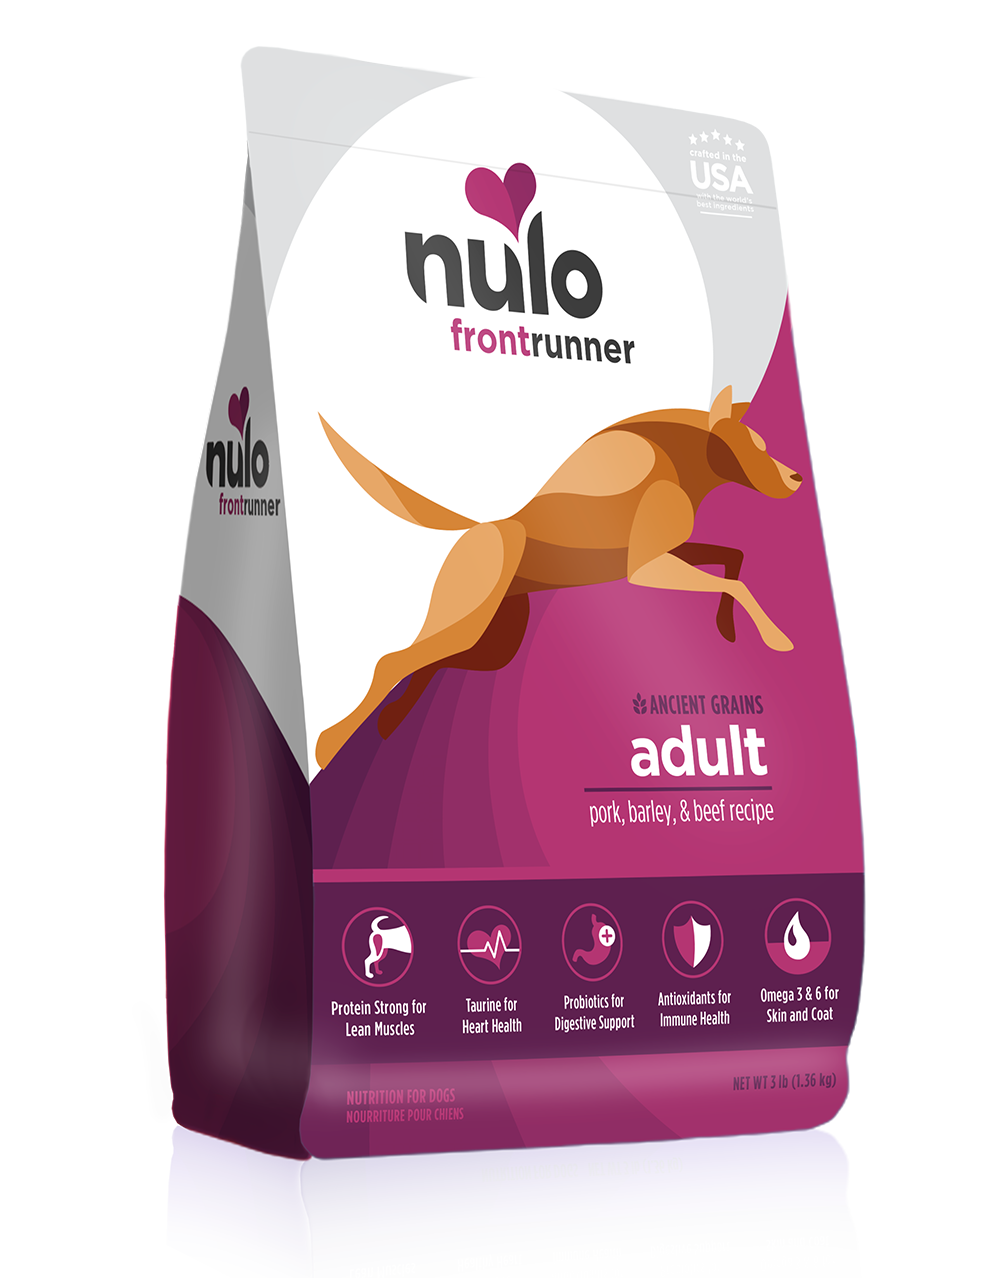 crafted in the
USA
with the world's
best ingredients
nulo
frontrunner
nulo
frontrunner
ANCIENT GRAINS
adult
pork, barley, & beef recipe
Protein Strong for
Lean Muscles
Taurine for
Heart Health
Probiotics for
Digestive Support
Antioxidants for
Immune Health
Omega 3 & 6 for
Skin and Coat
NUTRITION FOR DOGS
NOURRITURE POUR CHIENS
NET WT 3 lb (1.36 kg)